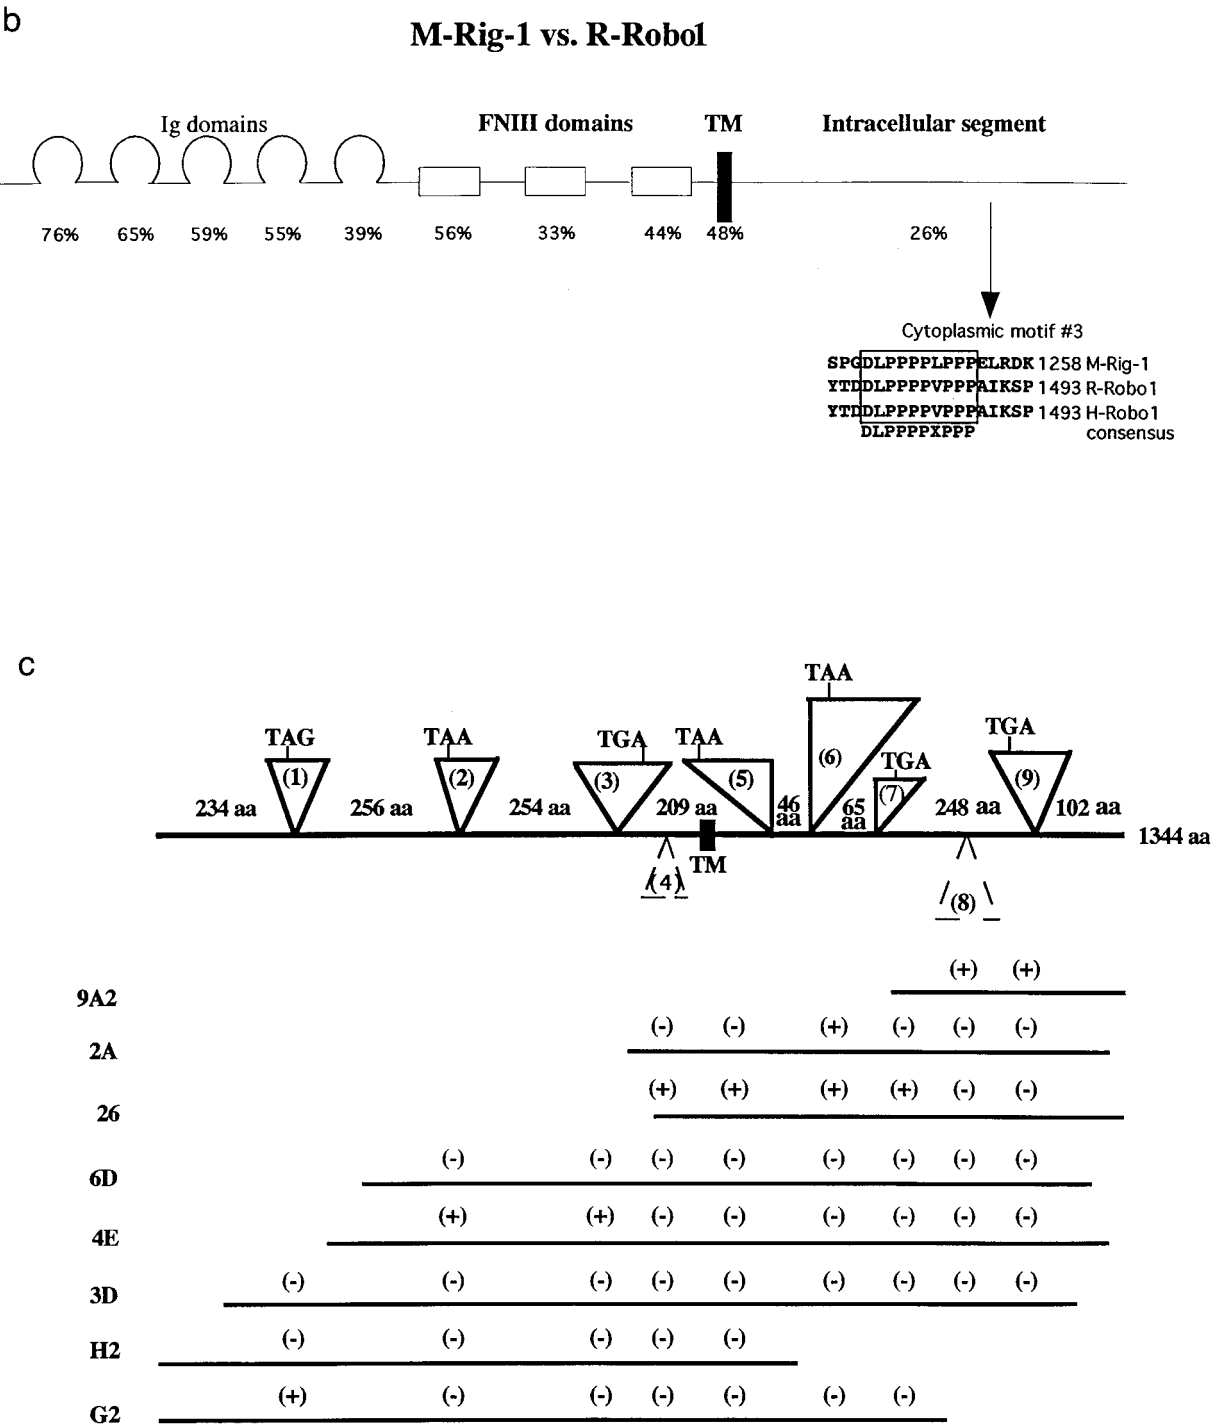 b
M-Rig-1 vs. R-Robo1
Ig domains FNIII domains TM Intracellular segment
76% 65% 59% 55% 39% 56% 33% 44% 48% 26%
Cytoplasmic motif #3
SPGDLPPPPLPPPELRDK 1258 M-Rig-1
YTDDLPPPPVPPPAIKSP 1493 R-Robo1
YTDDLPPPPVPPPAIKSP 1493 H-Robo1
DLPPPPXPPP consensus
c
TAA
TAG TAA TGA TAA TGA
(6) TGA
(1) (2) (3) (5) (7) (9)
234 aa 256 aa 254 aa 209 aa 46 aa 65 aa 248 aa 102 aa
1344 aa
TM
(4) (8)
(+) (+)
9A2
(-) (-) (+) (-) (-) (-)
2A
(+) (+) (+) (+) (-) (-)
26
(-) (-) (-) (-) (-) (-) (-) (-)
6D
(+) (+) (-) (-) (-) (-) (-) (-)
4E
(-) (-) (-) (-) (-) (-) (-) (-) (-)
3D
(-) (-) (-) (-) (-)
H2
(+) (-) (-) (-) (-) (-) (-)
G2